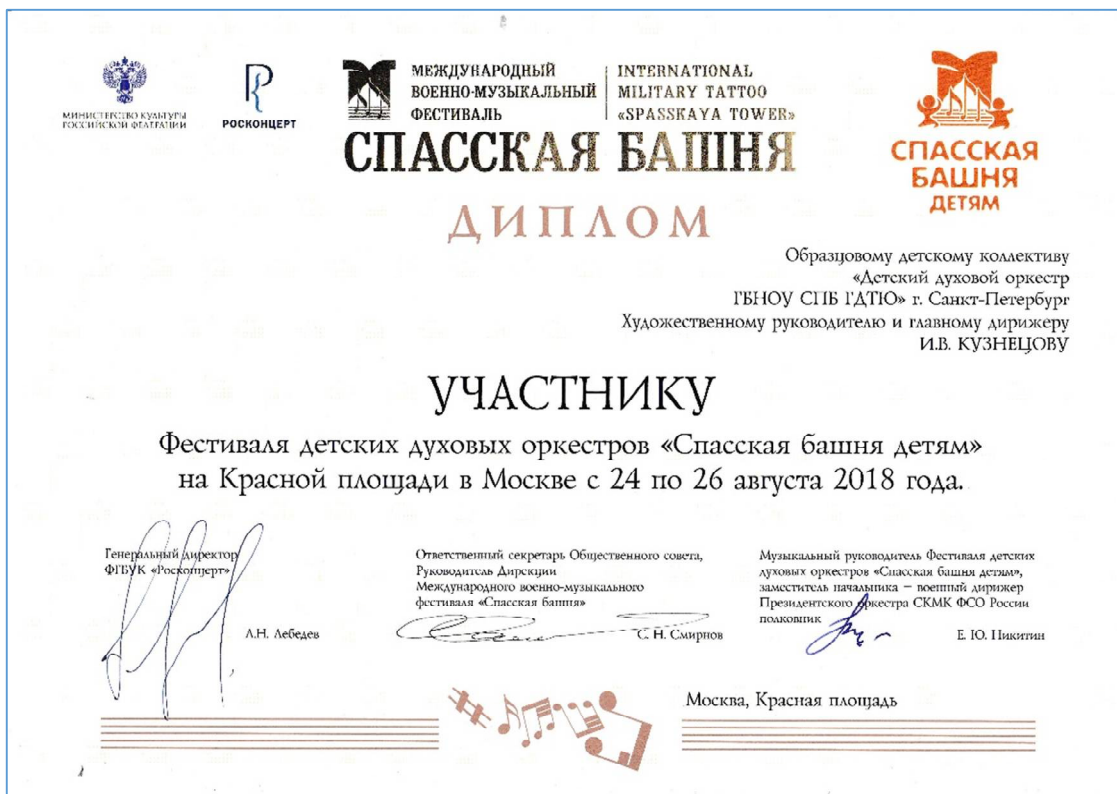 МИНИСТЕРСТВО КУЛЬТУРЫ
РОССИЙСКОЙ ФЕДЕРАЦИИ
РОСКОНЦЕРТ
МЕЖДУНАРОДНЫЙ
ВОЕННО-МУЗЫКАЛЬНЫЙ
ФЕСТИВАЛЬ
INTERNATIONAL
MILITARY TATTOO
«SPASSKAYA TOWER»
СПАССКАЯ БАШНЯ
СПАССКАЯ
БАШНЯ
ДЕТЯМ
ДИПЛОМ
Образцовому детскому коллективу
«Детский духовой оркестр
ГБНОУ СПБ ГДТЮ» г. Санкт-Петербург
Художественному руководителю и главному дирижеру
И.В. КУЗНЕЦОВУ
УЧАСТНИКУ
Фестиваля детских духовых оркестров «Спасская башня детям»
на Красной площади в Москве с 24 по 26 августа 2018 года.
Генеральный директор
ФГБУК «Росконцерт»
А.Н. Лебедев
Ответственный секретарь Общественного совета,
Руководитель Дирекции
Международного военно-музыкального
фестиваля «Спасская башня»
С. Н. Смирнов
Музыкальный руководитель Фестиваля детских
духовых оркестров «Спасская башня детям»,
заместитель начальника – военный дирижер
Президентского оркестра СКМК ФСО России
полковник
Е. Ю. Никитин
Москва, Красная площадь